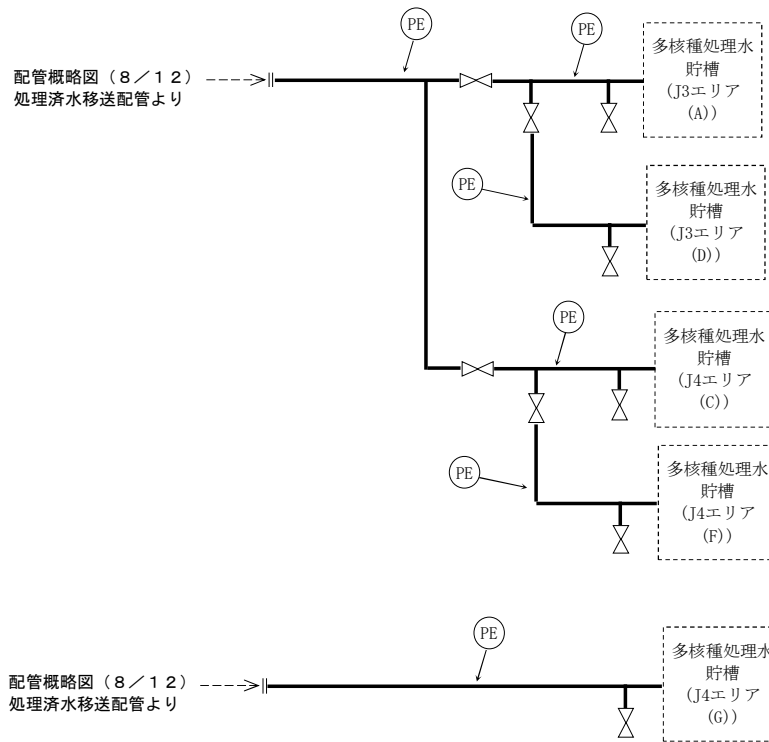 PE
PE
多核種処理水
貯槽
(J3エリア
(A))
配管概略図（８／１２）
処理済水移送配管より
PE
多核種処理水
貯槽
(J3エリア
(D))
PE
多核種処理水
貯槽
(J4エリア
(C))
PE
多核種処理水
貯槽
(J4エリア
(F))
PE
多核種処理水
貯槽
(J4エリア
(G))
配管概略図（８／１２）
処理済水移送配管より